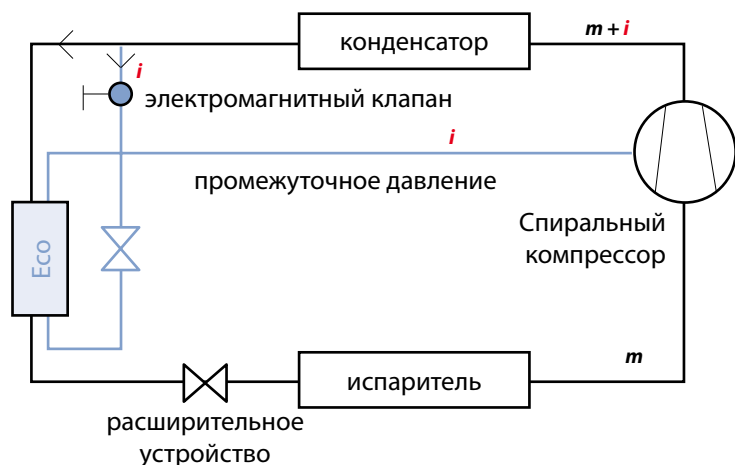 конденсатор
m + i
i
электромагнитный клапан
i
промежуточное давление
Спиральный
компрессор
Eco
m
испаритель
расширительное
устройство